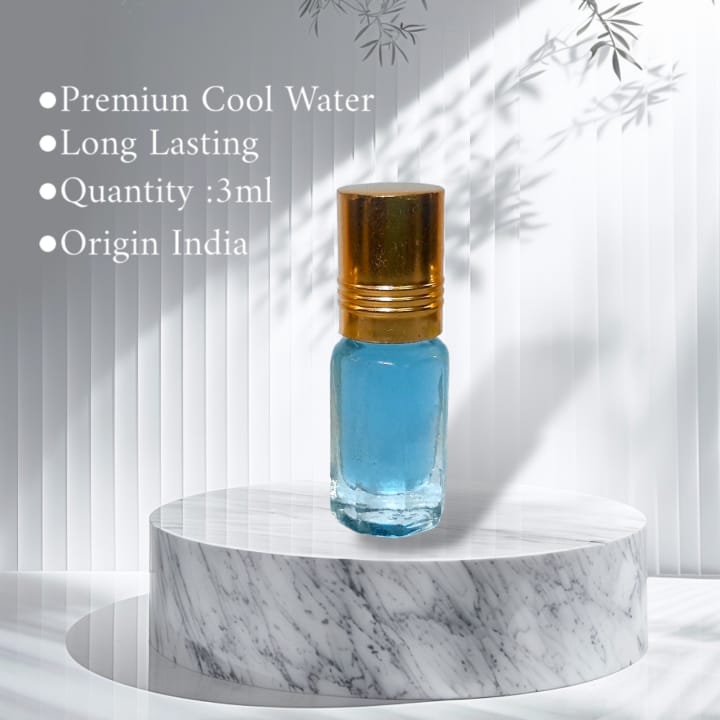 ●Premiun Cool Water
●Long Lasting
●Quantity :3ml
●Origin India